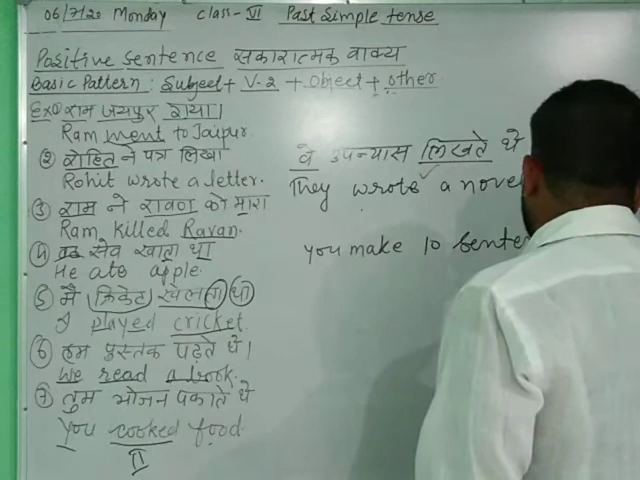 06/7/20 Monday class-VI Past Simple tense
Positive sentence सकारात्मक वाक्य
Basic Pattern: Subject + V-2 + Object + other
Ex① राम जयपुर गया।
Ram went to Jaipur.
② रोहित ने पत्र लिखा
Rohit wrote a letter.
③ राम ने रावण को मारा
Ram killed Ravan.
④ वह सेव खाता था
He ate apple.
⑤ मैं (क्रिकेट) खेलता था
I played cricket.
⑥ हम पुस्तक पढ़ते थे।
We read a book.
⑦ तुम भोजन पकाते थे
You cooked food.
II
वे उपन्यास लिखते थे
They wrote a nove
you make 10 Senten